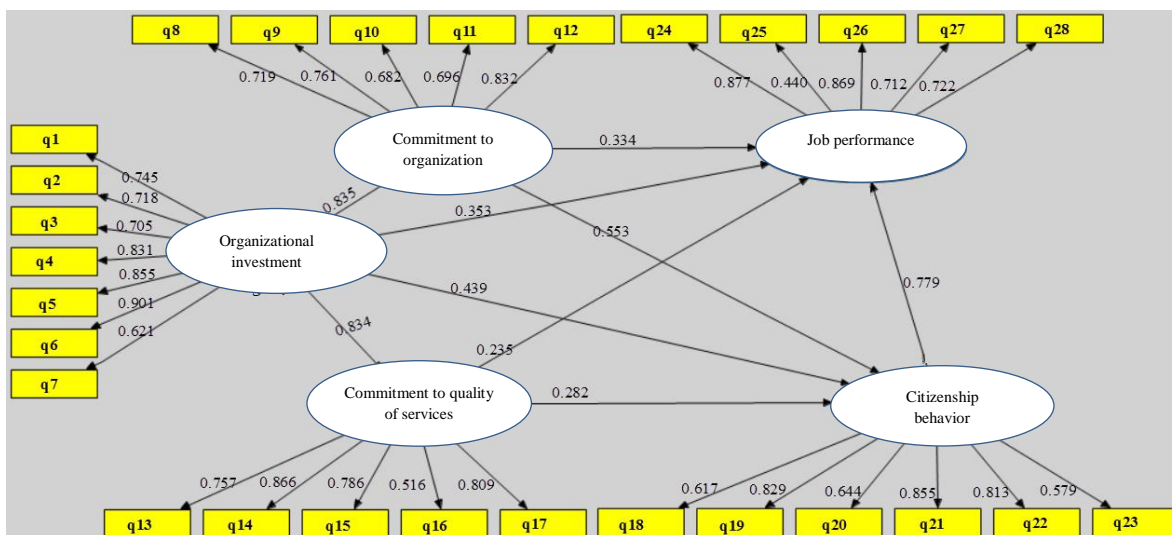 q8
q9
q10
q11
q12
q24
q25
q26
q27
q28
0.719
0.761
0.682
0.696
0.832
0.877
0.440
0.869
0.712
0.722
Commitment to
organization
Job performance
0.334
q1
q2
q3
q4
q5
q6
q7
0.745
0.718
0.705
0.831
0.855
0.901
0.621
Organizational
investment
0.835
0.353
0.553
0.439
0.834
0.235
0.779
Commitment to quality
of services
0.282
Citizenship
behavior
0.757
0.866
0.786
0.516
0.809
0.617
0.829
0.644
0.855
0.813
0.579
q13
q14
q15
q16
q17
q18
q19
q20
q21
q22
q23